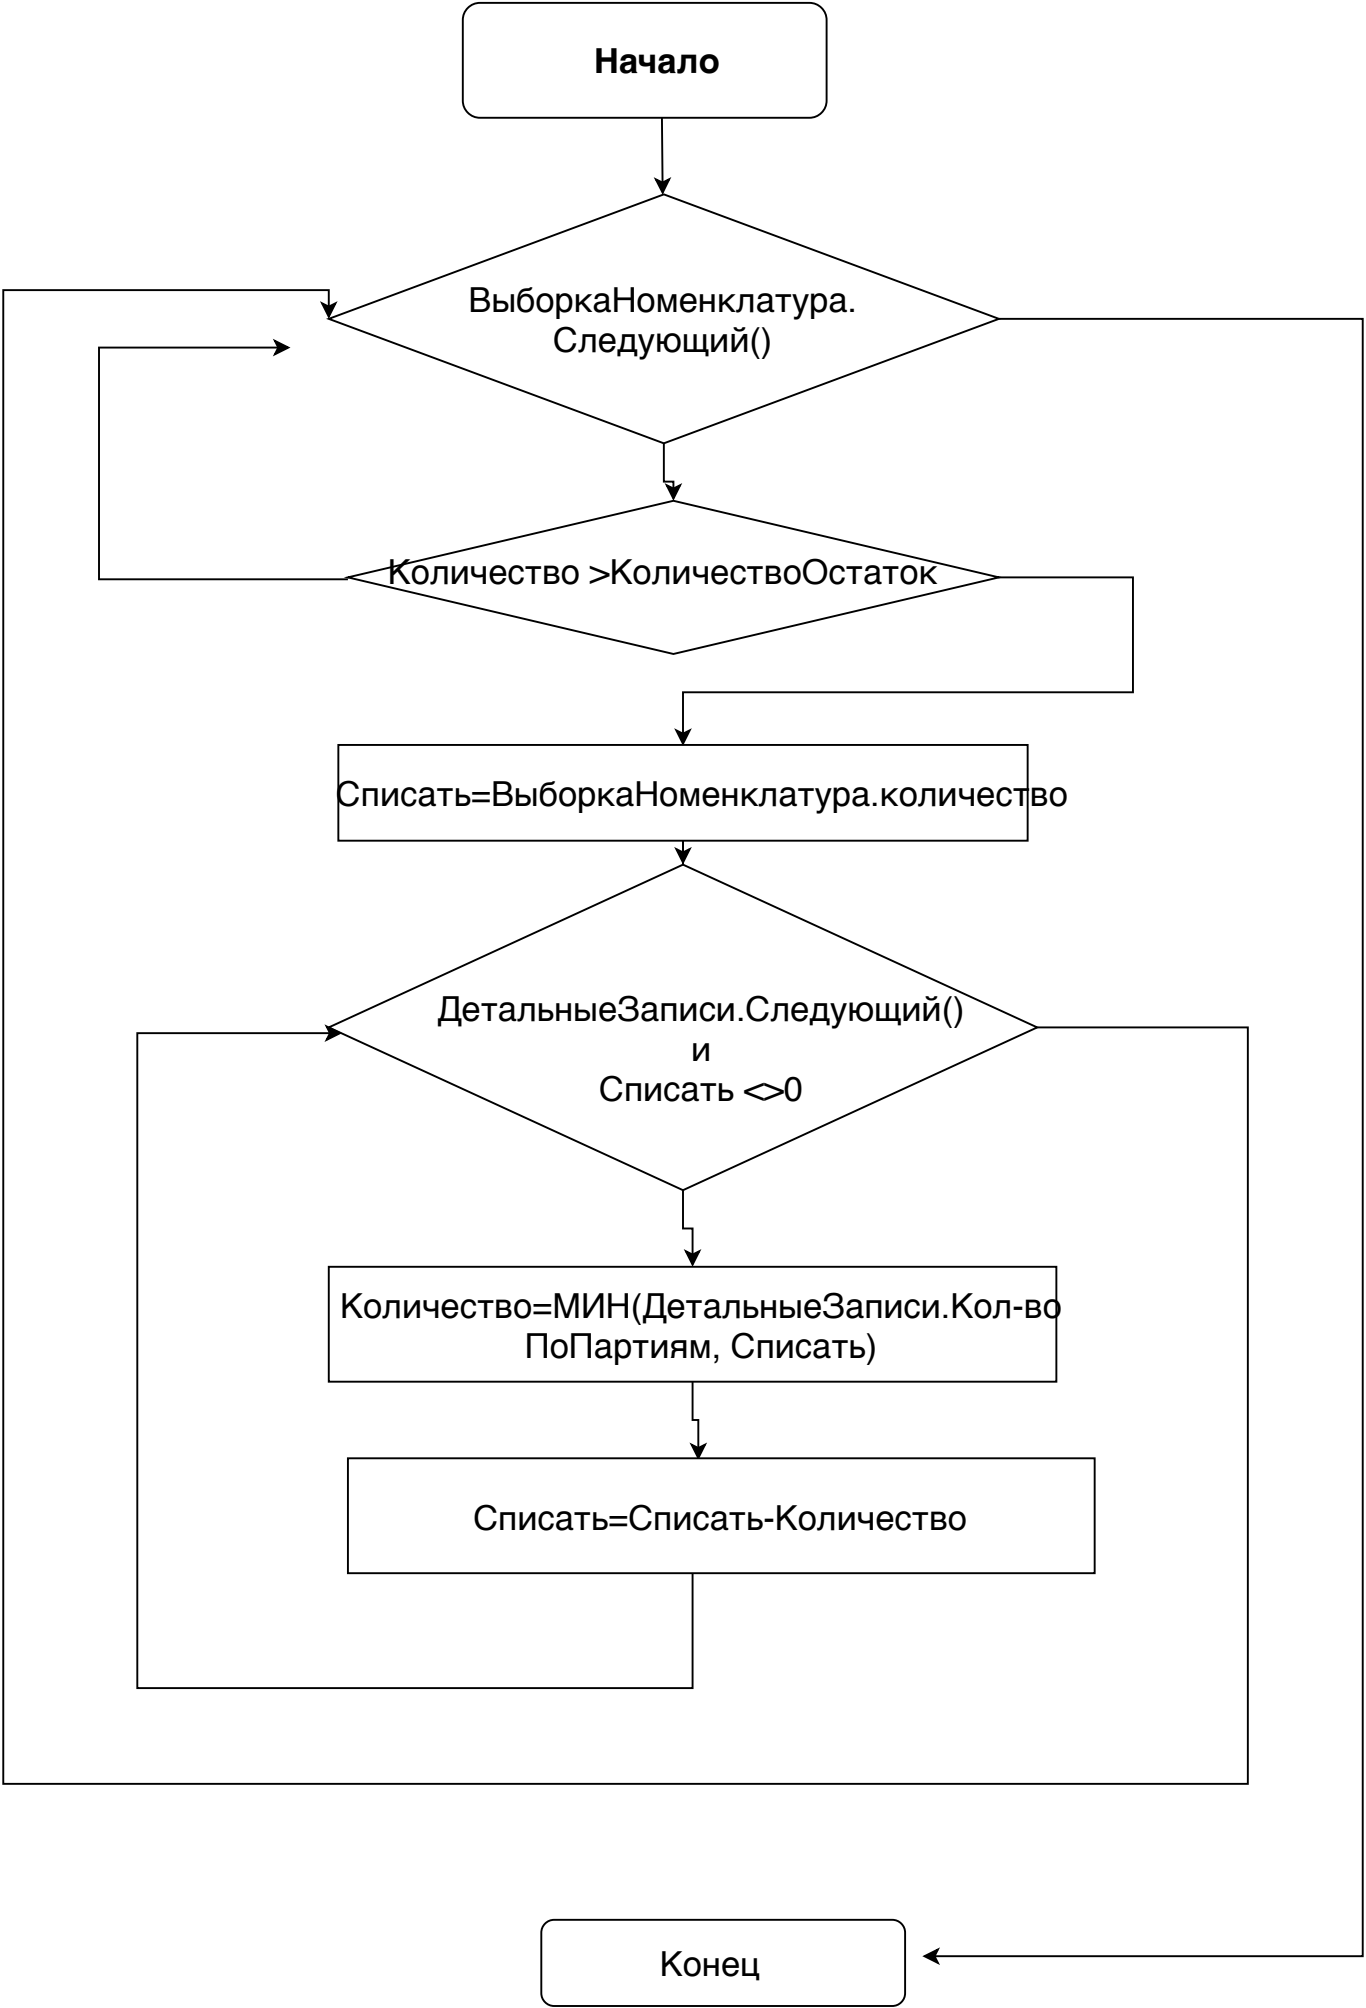 Начало
ВыборкаНоменклатура.
Следующий()
Количество >КоличествоОстаток
Списать=ВыборкаНоменклатура.количество
ДетальныеЗаписи.Следующий()
и
Списать <>0
Количество=МИН(ДетальныеЗаписи.Кол-во
ПоПартиям, Списать)
Списать=Списать-Количество
Конец